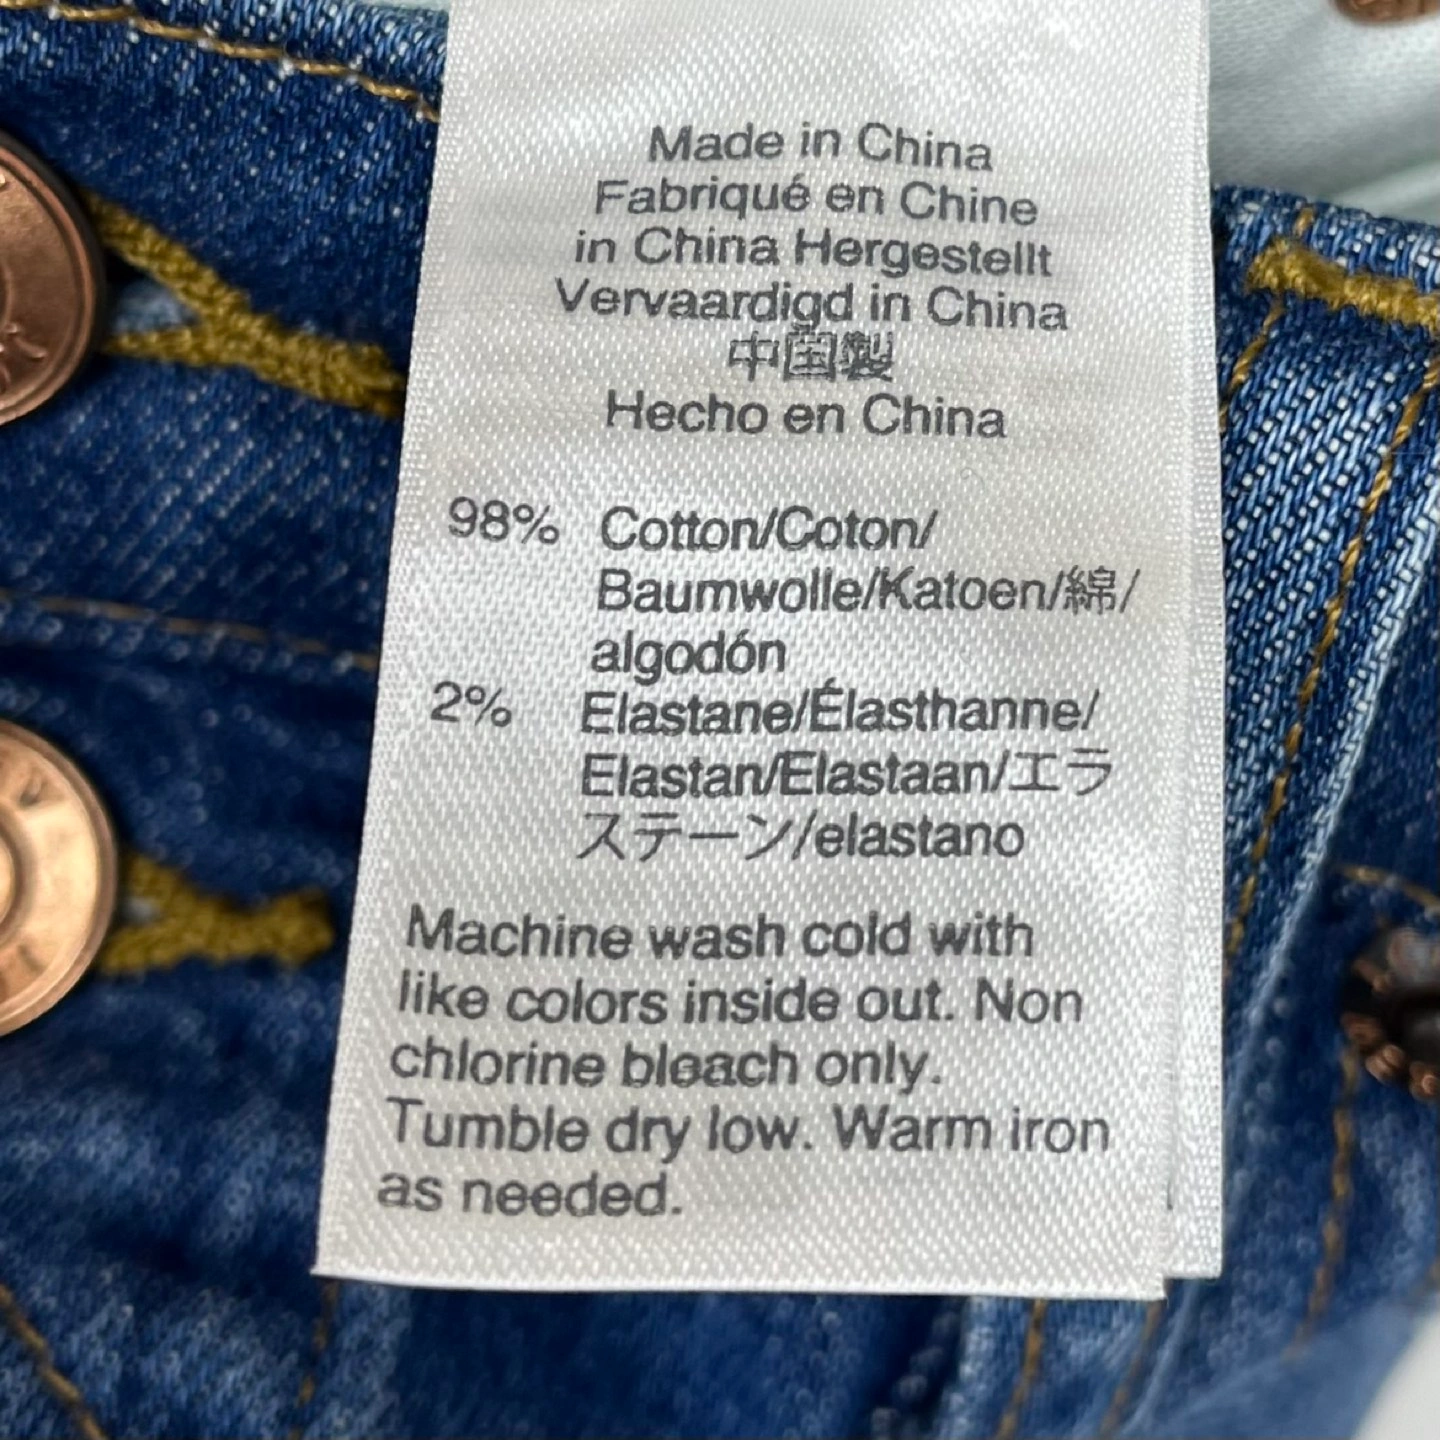 Made in China
Fabriqué en Chine
in China Hergestellt
Vervaardigd in China
中国製
Hecho en China
98% Cotton/Coton/
Baumwolle/Katoen/綿/
algodón
2% Elastane/Élasthanne/
Elastan/Elastaan/エラ
ステーン/elastano
Machine wash cold with
like colors inside out. Non
chlorine bleach only.
Tumble dry low. Warm iron
as needed.